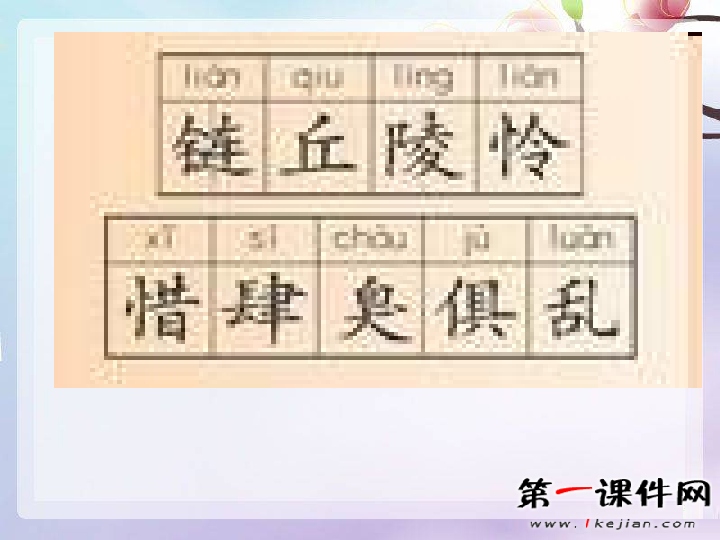 lián qiū líng lián
链 丘 陵 怜
xī sì chòu jù luàn
惜 肆 臭 俱 乱
第一课件网
www.1kejian.com